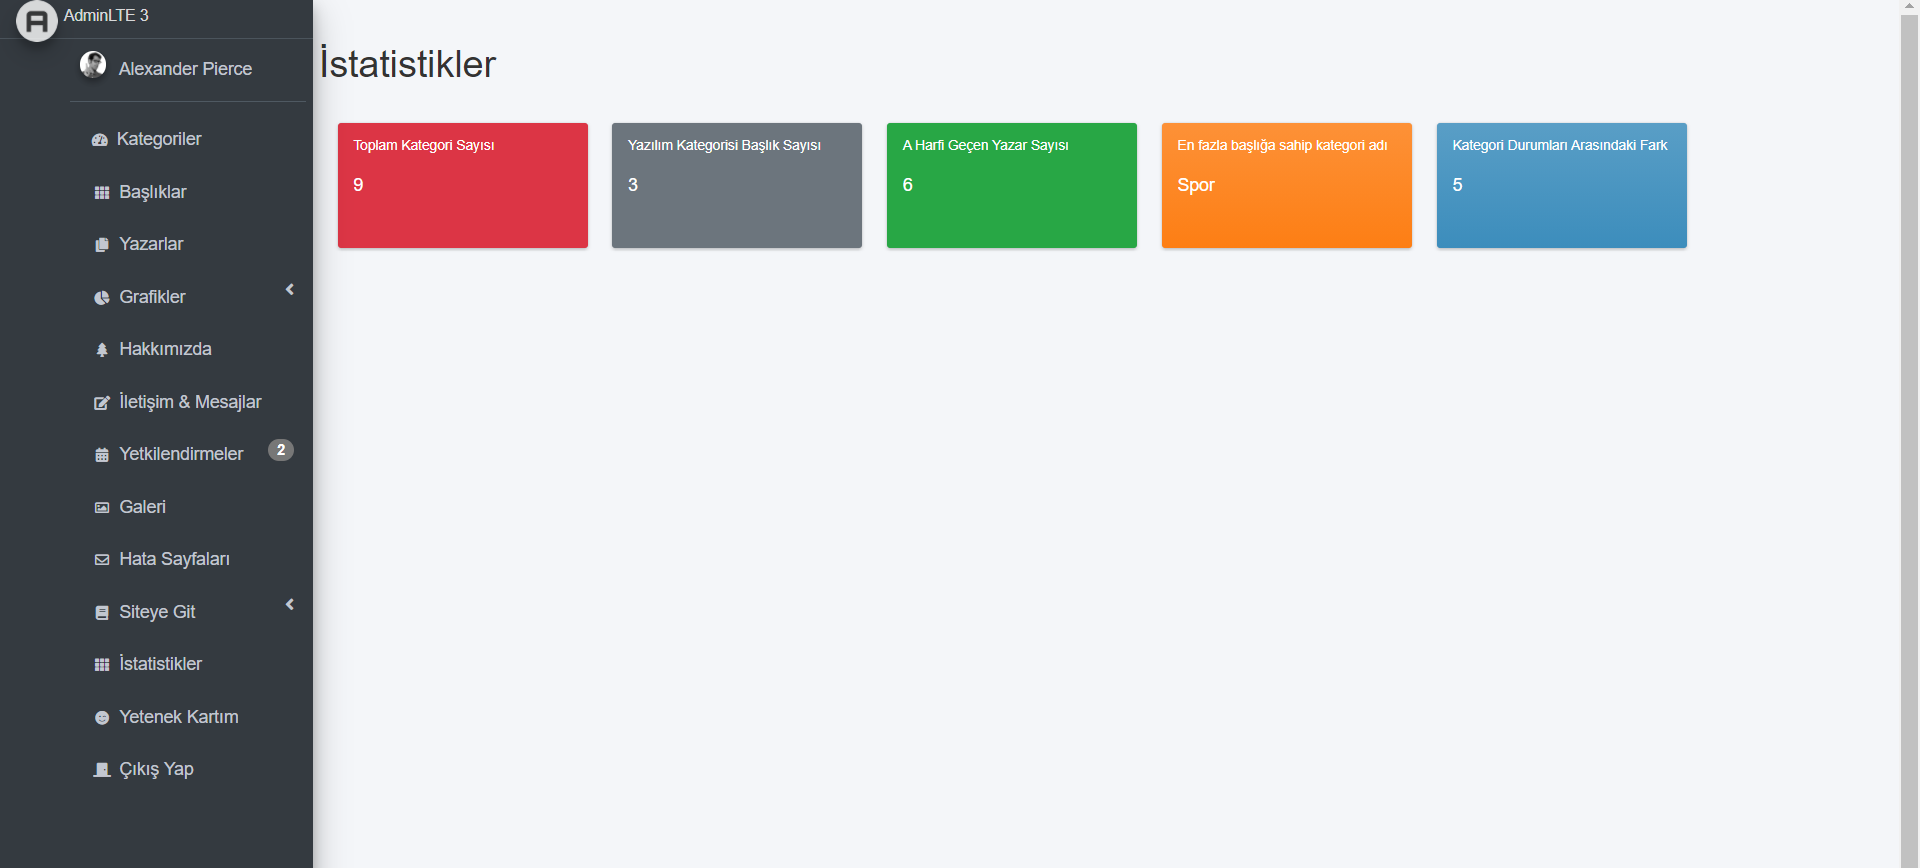 AdminLTE 3
Alexander Pierce
Kategoriler
Başlıklar
Yazarlar
Grafikler
Hakkımızda
İletişim & Mesajlar
Yetkilendirmeler 2
Galeri
Hata Sayfaları
Siteye Git
İstatistikler
Yetenek Kartım
Çıkış Yap
İstatistikler
Toplam Kategori Sayısı
9
Yazılım Kategorisi Başlık Sayısı
3
A Harfi Geçen Yazar Sayısı
6
En fazla başlığa sahip kategori adı
Spor
Kategori Durumları Arasındaki Fark
5